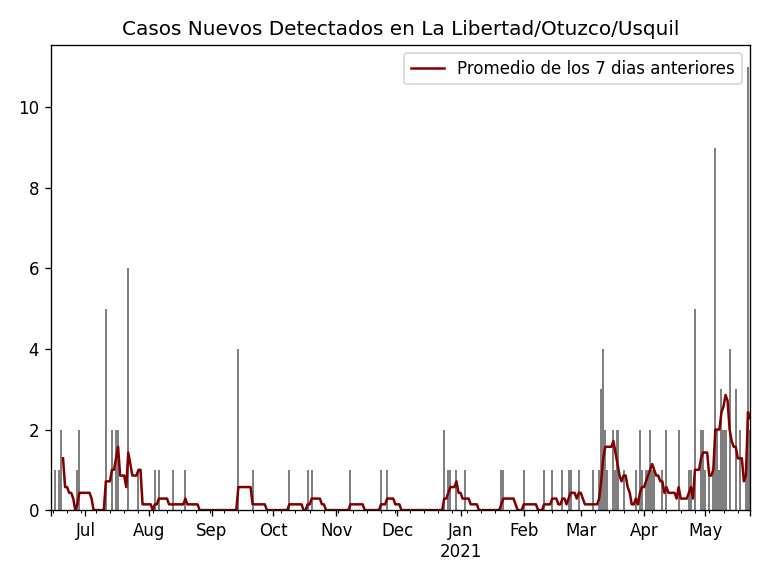 Casos Nuevos Detectados en La Libertad/Otuzco/Usquil
Promedio de los 7 dias anteriores
10
8
6
4
2
0
Jul Aug Sep Oct Nov Dec Jan Feb Mar Apr May
2021